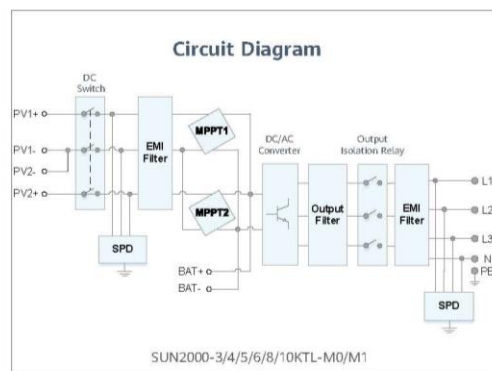 Circuit Diagram
DC
Switch
PV1+
PV1-
PV2-
PV2+
EMI
Filter
MPPT1
MPPT2
SPD
BAT+
BAT-
DC/AC
Converter
Output
Filter
Output
Isolation Relay
EMI
Filter
L1
L2
L3
N
PE
SPD
SUN2000-3/4/5/6/8/10KTL-M0/M1